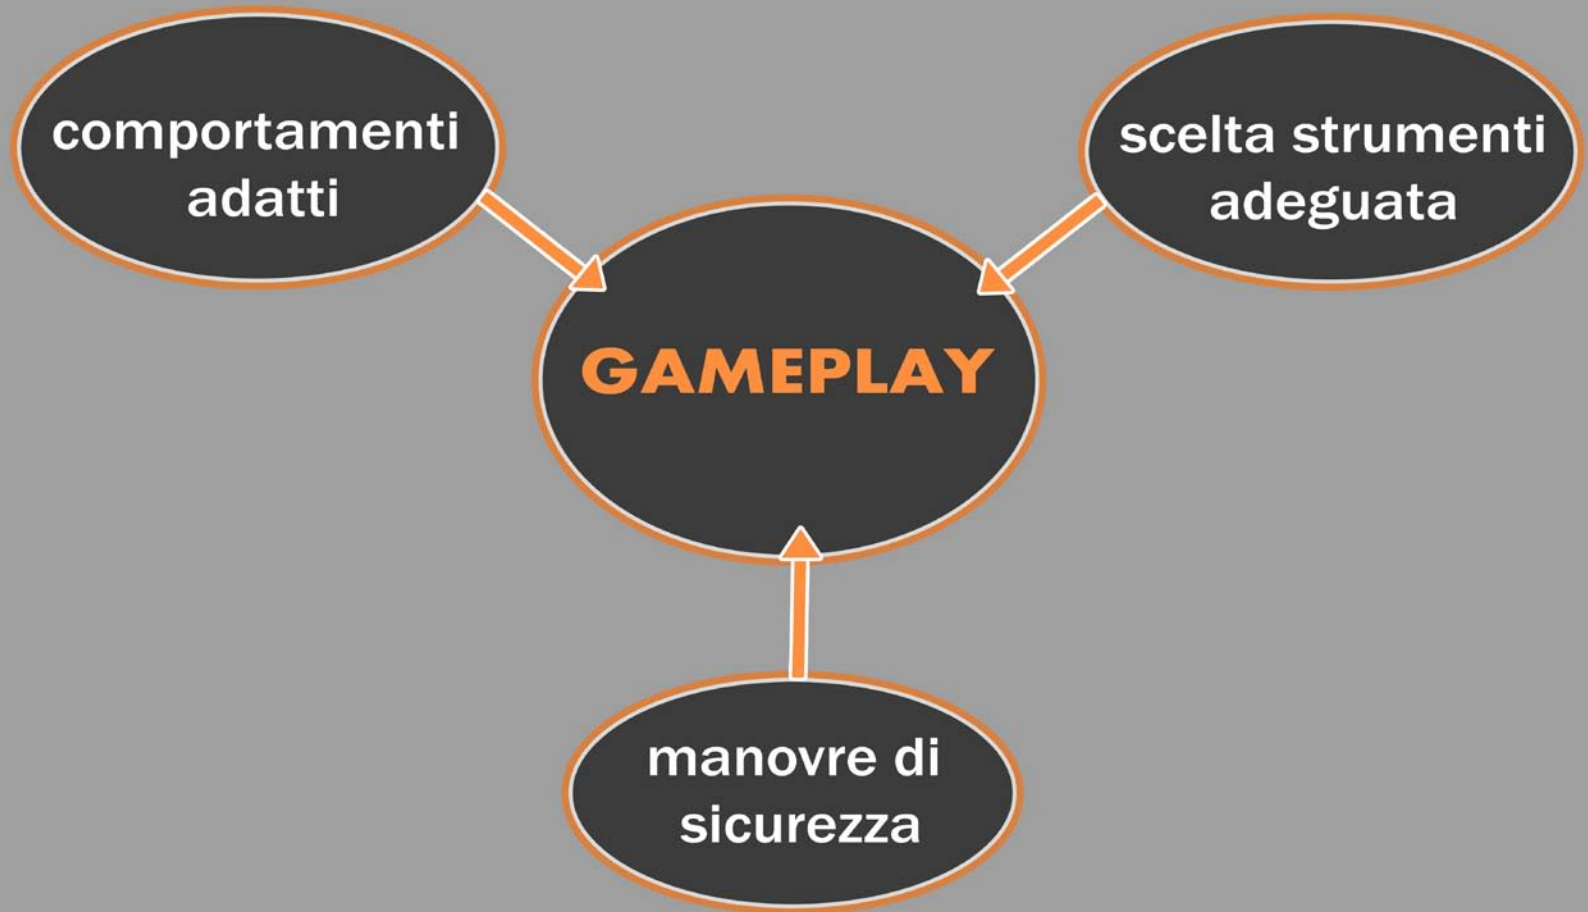 comportamenti
adatti
scelta strumenti
adeguata
GAMEPLAY
manovre di
sicurezza